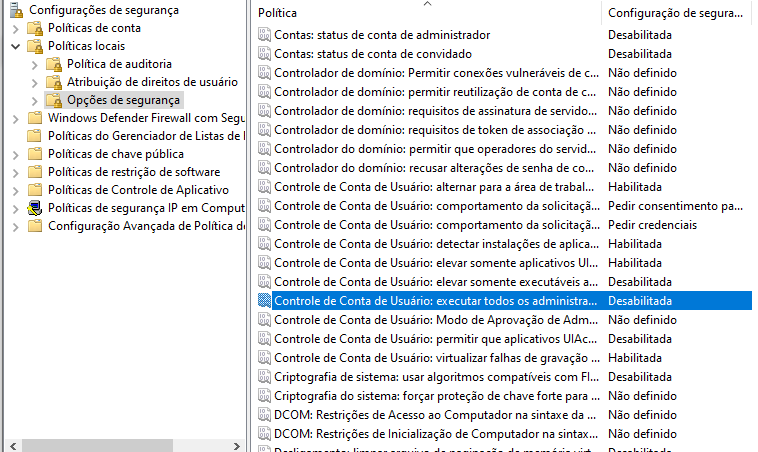 Configurações de segurança
Políticas de conta
Políticas locais
Política de auditoria
Atribuição de direitos de usuário
Opções de segurança
Windows Defender Firewall com Segu
Políticas do Gerenciador de Listas de
Políticas de chave pública
Políticas de restrição de software
Políticas de Controle de Aplicativo
Políticas de segurança IP em Comput
Configuração Avançada de Política de
Política Configuração de segura...
Contas: status de conta de administrador Desabilitada
Contas: status de conta de convidado Desabilitada
Controlador de domínio: Permitir conexões vulneráveis de c... Não definido
Controlador de domínio: permitir reutilização de conta de c... Não definido
Controlador de domínio: requisitos de assinatura de servido... Não definido
Controlador de domínio: requisitos de token de associação ... Não definido
Controlador do domínio: permitir que operadores do servid... Não definido
Controlador do domínio: recusar alterações de senha de co... Não definido
Controle de Conta de Usuário: alternar para a área de trabal... Habilitada
Controle de Conta de Usuário: comportamento da solicitaçã... Pedir consentimento pa...
Controle de Conta de Usuário: comportamento da solicitaçã... Pedir credenciais
Controle de Conta de Usuário: detectar instalações de aplica... Habilitada
Controle de Conta de Usuário: elevar somente aplicativos UI... Habilitada
Controle de Conta de Usuário: elevar somente executáveis a... Desabilitada
Controle de Conta de Usuário: executar todos os administra... Desabilitada
Controle de Conta de Usuário: Modo de Aprovação de Adm... Não definido
Controle de Conta de Usuário: permitir que aplicativos UIAc... Desabilitada
Controle de Conta de Usuário: virtualizar falhas de gravação ... Habilitada
Criptografia de sistema: usar algoritmos compatíveis com FI... Desabilitada
Criptografia do sistema: forçar proteção de chave forte para ... Não definido
DCOM: Restrições de Acesso ao Computador na sintaxe da ... Não definido
DCOM: Restrições de Inicialização de Computador na sintax... Não definido